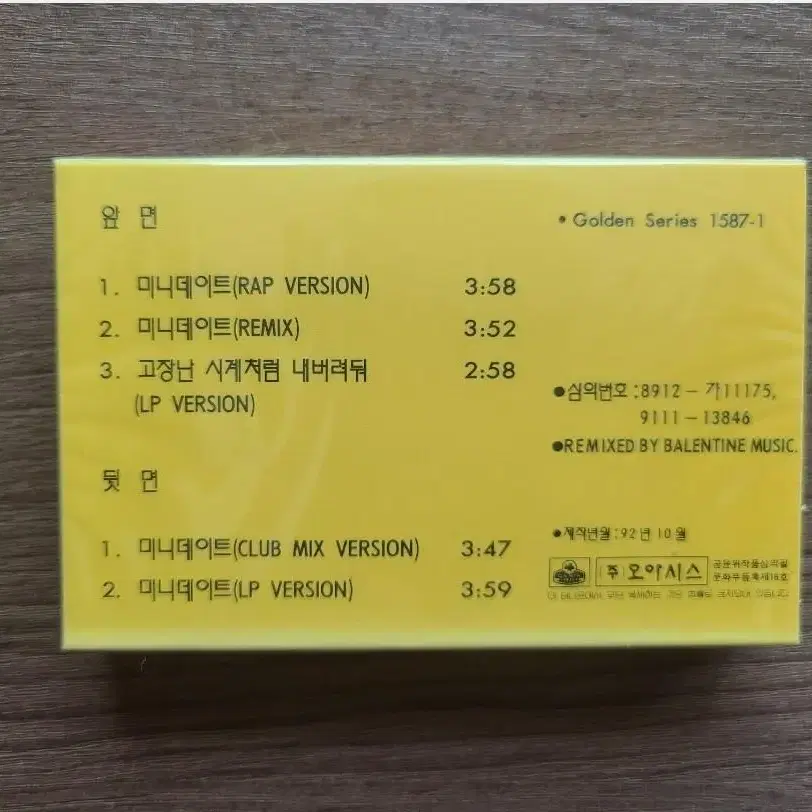 앞 면
• Golden Series 1587-1
1. 미니데이트(RAP VERSION) 3:58
2. 미니데이트(REMIX) 3:52
3. 고장난 시계처럼 내버려둬 2:58
(LP VERSION)
●심의번호 :8912 – 가11175,
9111 – 13846
●REMIXED BY BALENTINE MUSIC.
뒷 면
1. 미니데이트(CLUB MIX VERSION) 3:47
2. 미니데이트(LP VERSION) 3:59
●제작년월 : 92년 10월
(주) 오아시스